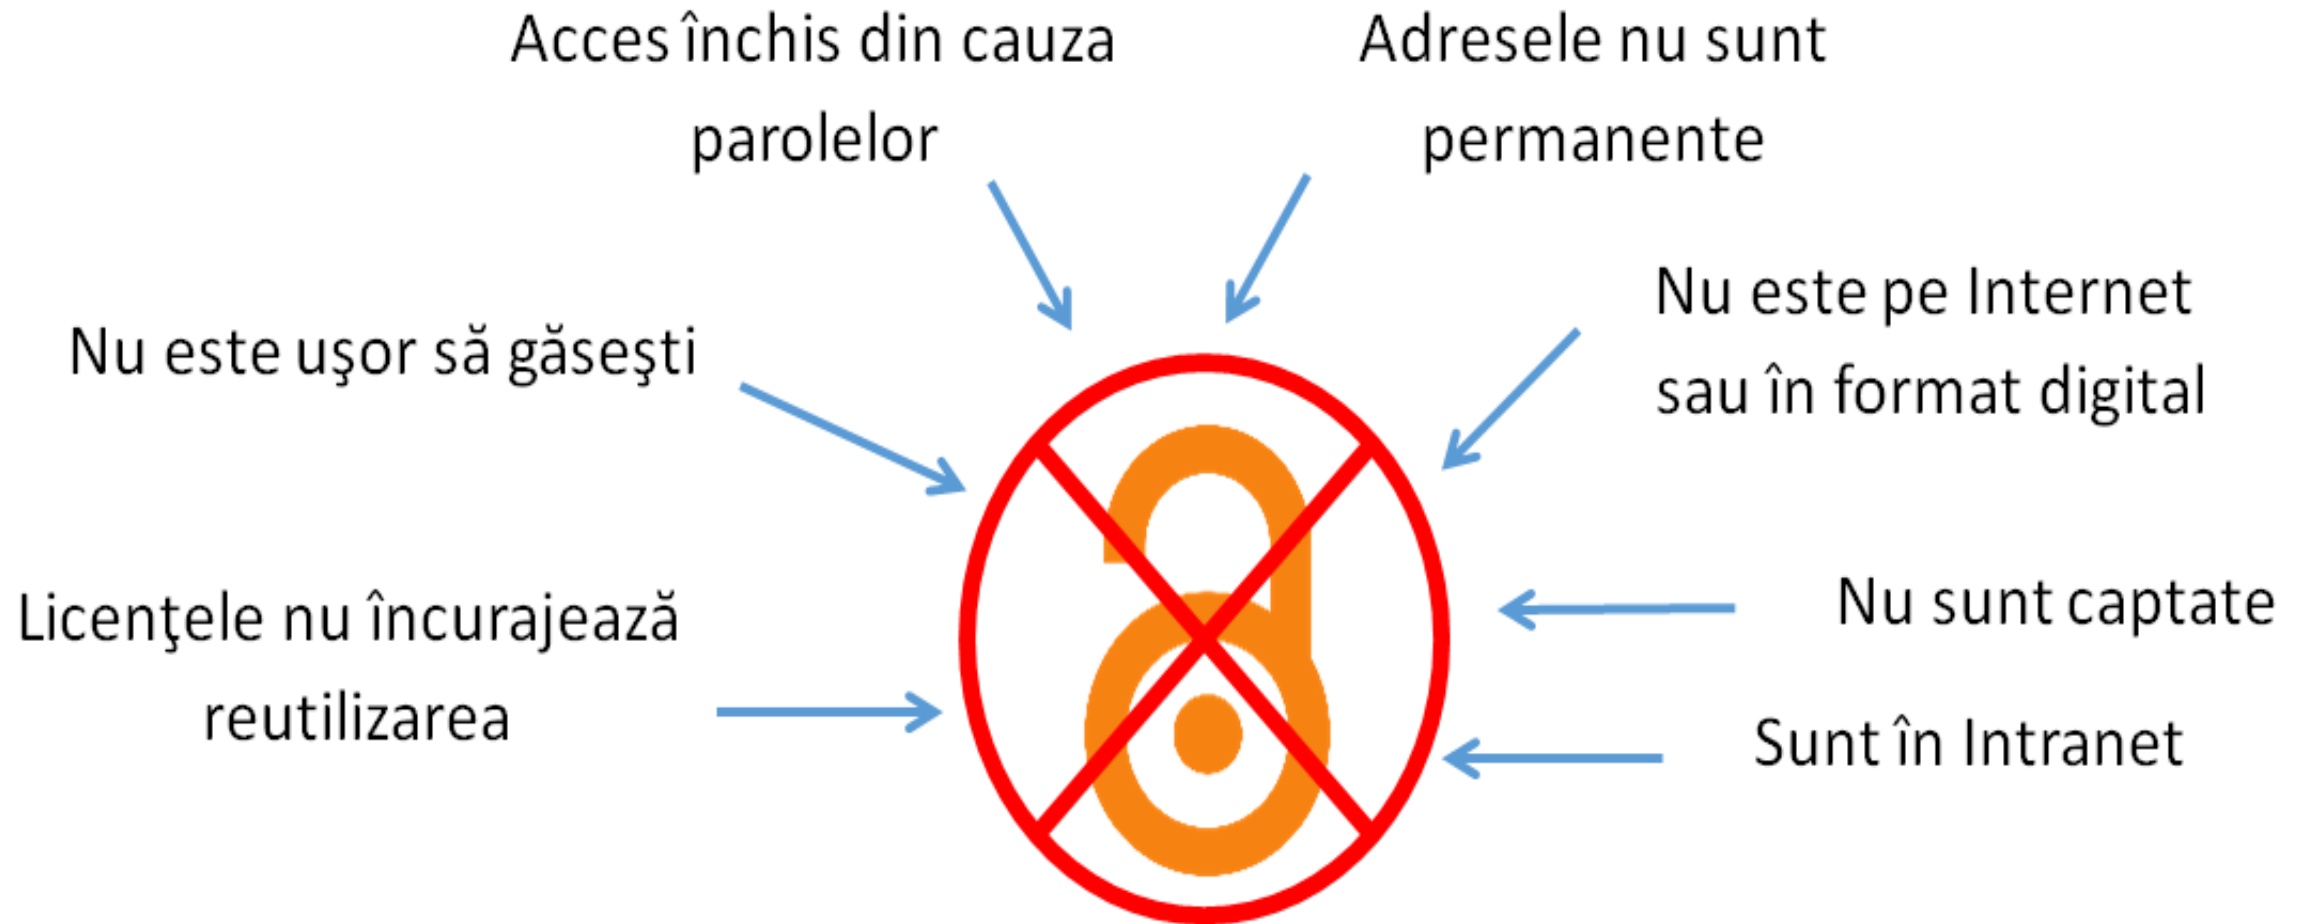 Acces închis din cauza
parolelor
Adresele nu sunt
permanente
Nu este uşor să găseşti
Nu este pe Internet
sau în format digital
Licenţele nu încurajează
reutilizarea
Nu sunt captate
Sunt în Intranet